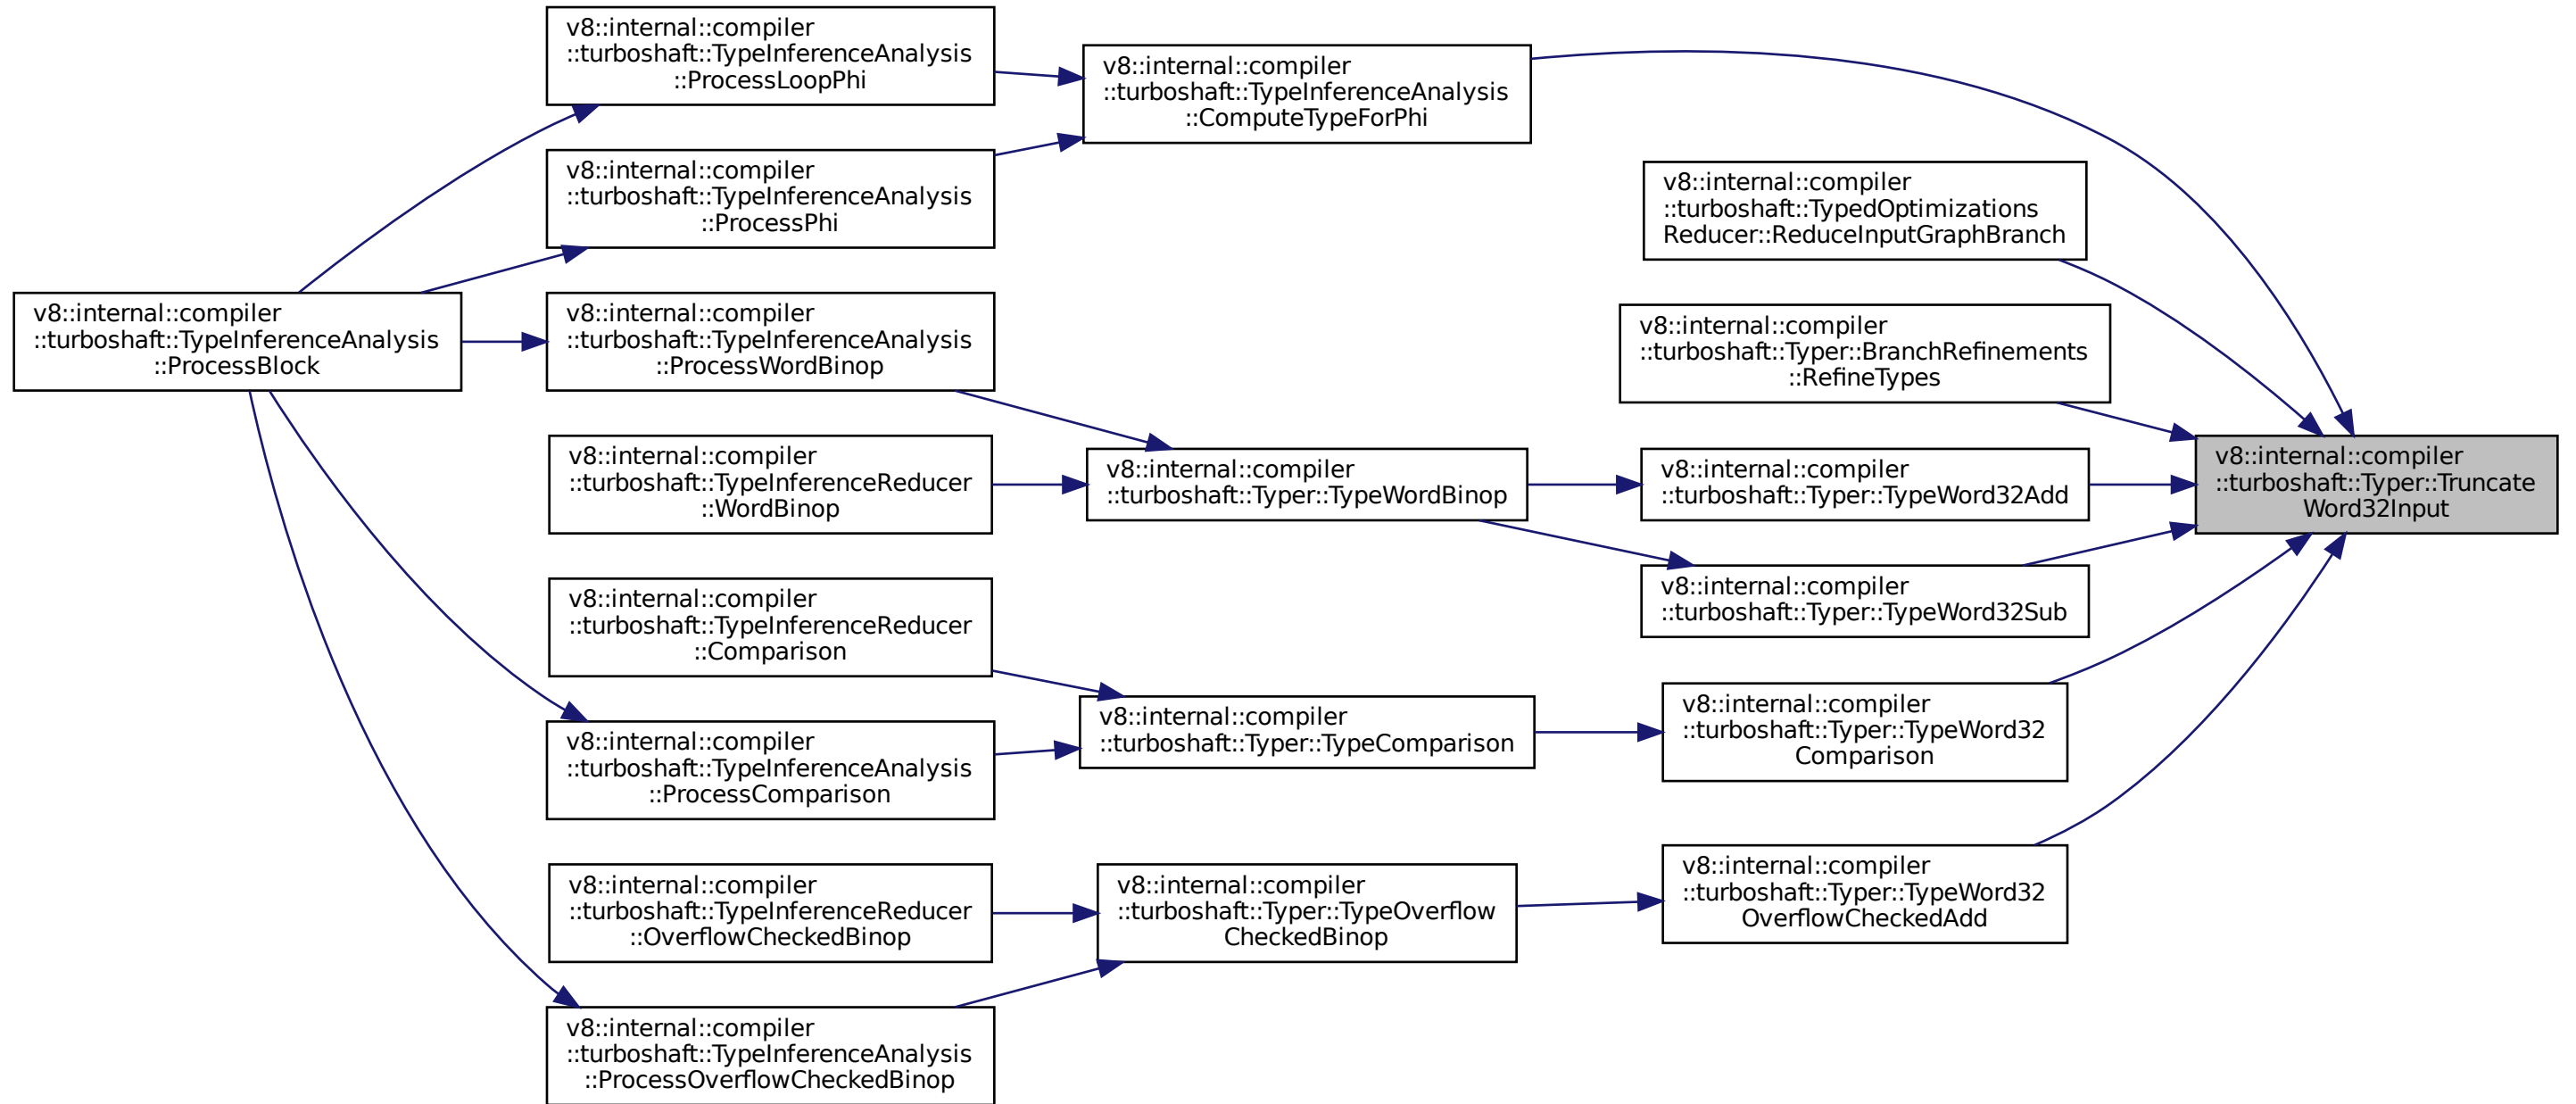 v8::internal::compiler
::turboshaft::TypeInferenceAnalysis
::ProcessLoopPhi
v8::internal::compiler
::turboshaft::TypeInferenceAnalysis
::ComputeTypeForPhi
v8::internal::compiler
::turboshaft::TypeInferenceAnalysis
::ProcessPhi
v8::internal::compiler
::turboshaft::TypedOptimizations
Reducer::ReduceInputGraphBranch
v8::internal::compiler
::turboshaft::TypeInferenceAnalysis
::ProcessBlock
v8::internal::compiler
::turboshaft::TypeInferenceAnalysis
::ProcessWordBinop
v8::internal::compiler
::turboshaft::Typer::BranchRefinements
::RefineTypes
v8::internal::compiler
::turboshaft::TypeInferenceReducer
::WordBinop
v8::internal::compiler
::turboshaft::Typer::TypeWordBinop
v8::internal::compiler
::turboshaft::Typer::TypeWord32Add
v8::internal::compiler
::turboshaft::Typer::Truncate
Word32Input
v8::internal::compiler
::turboshaft::Typer::TypeWord32Sub
v8::internal::compiler
::turboshaft::TypeInferenceReducer
::Comparison
v8::internal::compiler
::turboshaft::TypeInferenceAnalysis
::ProcessComparison
v8::internal::compiler
::turboshaft::Typer::TypeComparison
v8::internal::compiler
::turboshaft::Typer::TypeWord32
Comparison
v8::internal::compiler
::turboshaft::TypeInferenceReducer
::OverflowCheckedBinop
v8::internal::compiler
::turboshaft::Typer::TypeOverflow
CheckedBinop
v8::internal::compiler
::turboshaft::Typer::TypeWord32
OverflowCheckedAdd
v8::internal::compiler
::turboshaft::TypeInferenceAnalysis
::ProcessOverflowCheckedBinop